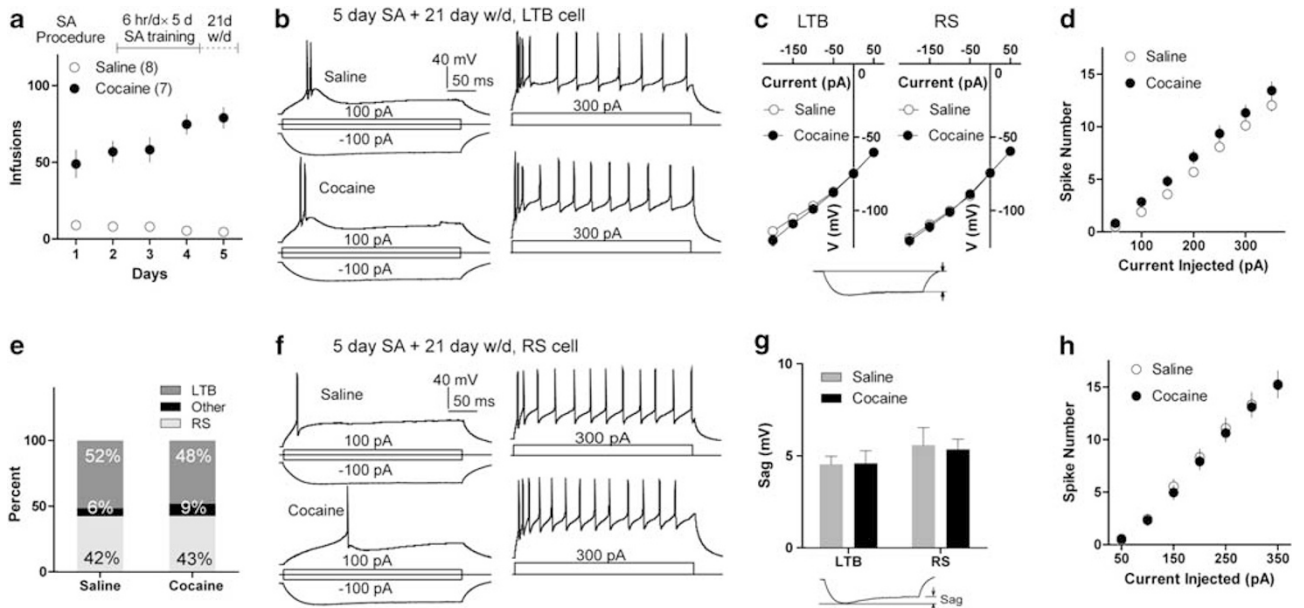 a
SA Procedure
6 hr/d× 5 d SA training
21d w/d
Saline (8)
Cocaine (7)
100
50
0
Infusions
1 2 3 4 5
Days
b
5 day SA + 21 day w/d, LTB cell
Saline
40 mV
50 ms
100 pA
-100 pA
300 pA
Cocaine
100 pA
-100 pA
300 pA
c
LTB
-150 -50 50
Current (pA)
0
Saline
Cocaine
-50
-100
V (mV)
RS
-150 -50 50
Current (pA)
0
Saline
Cocaine
-50
-100
V (mV)
d
Saline
Cocaine
15
10
5
0
Spike Number
100 200 300
Current Injected (pA)
e
LTB
Other
RS
100
50
0
Percent
52% 48%
6% 9%
42% 43%
Saline Cocaine
f
5 day SA + 21 day w/d, RS cell
Saline
40 mV
50 ms
100 pA
-100 pA
300 pA
Cocaine
100 pA
-100 pA
300 pA
g
10
5
0
Sag (mV)
Saline
Cocaine
LTB RS
Sag
h
Saline
Cocaine
15
10
5
0
Spike Number
50 150 250 350
Current Injected (pA)